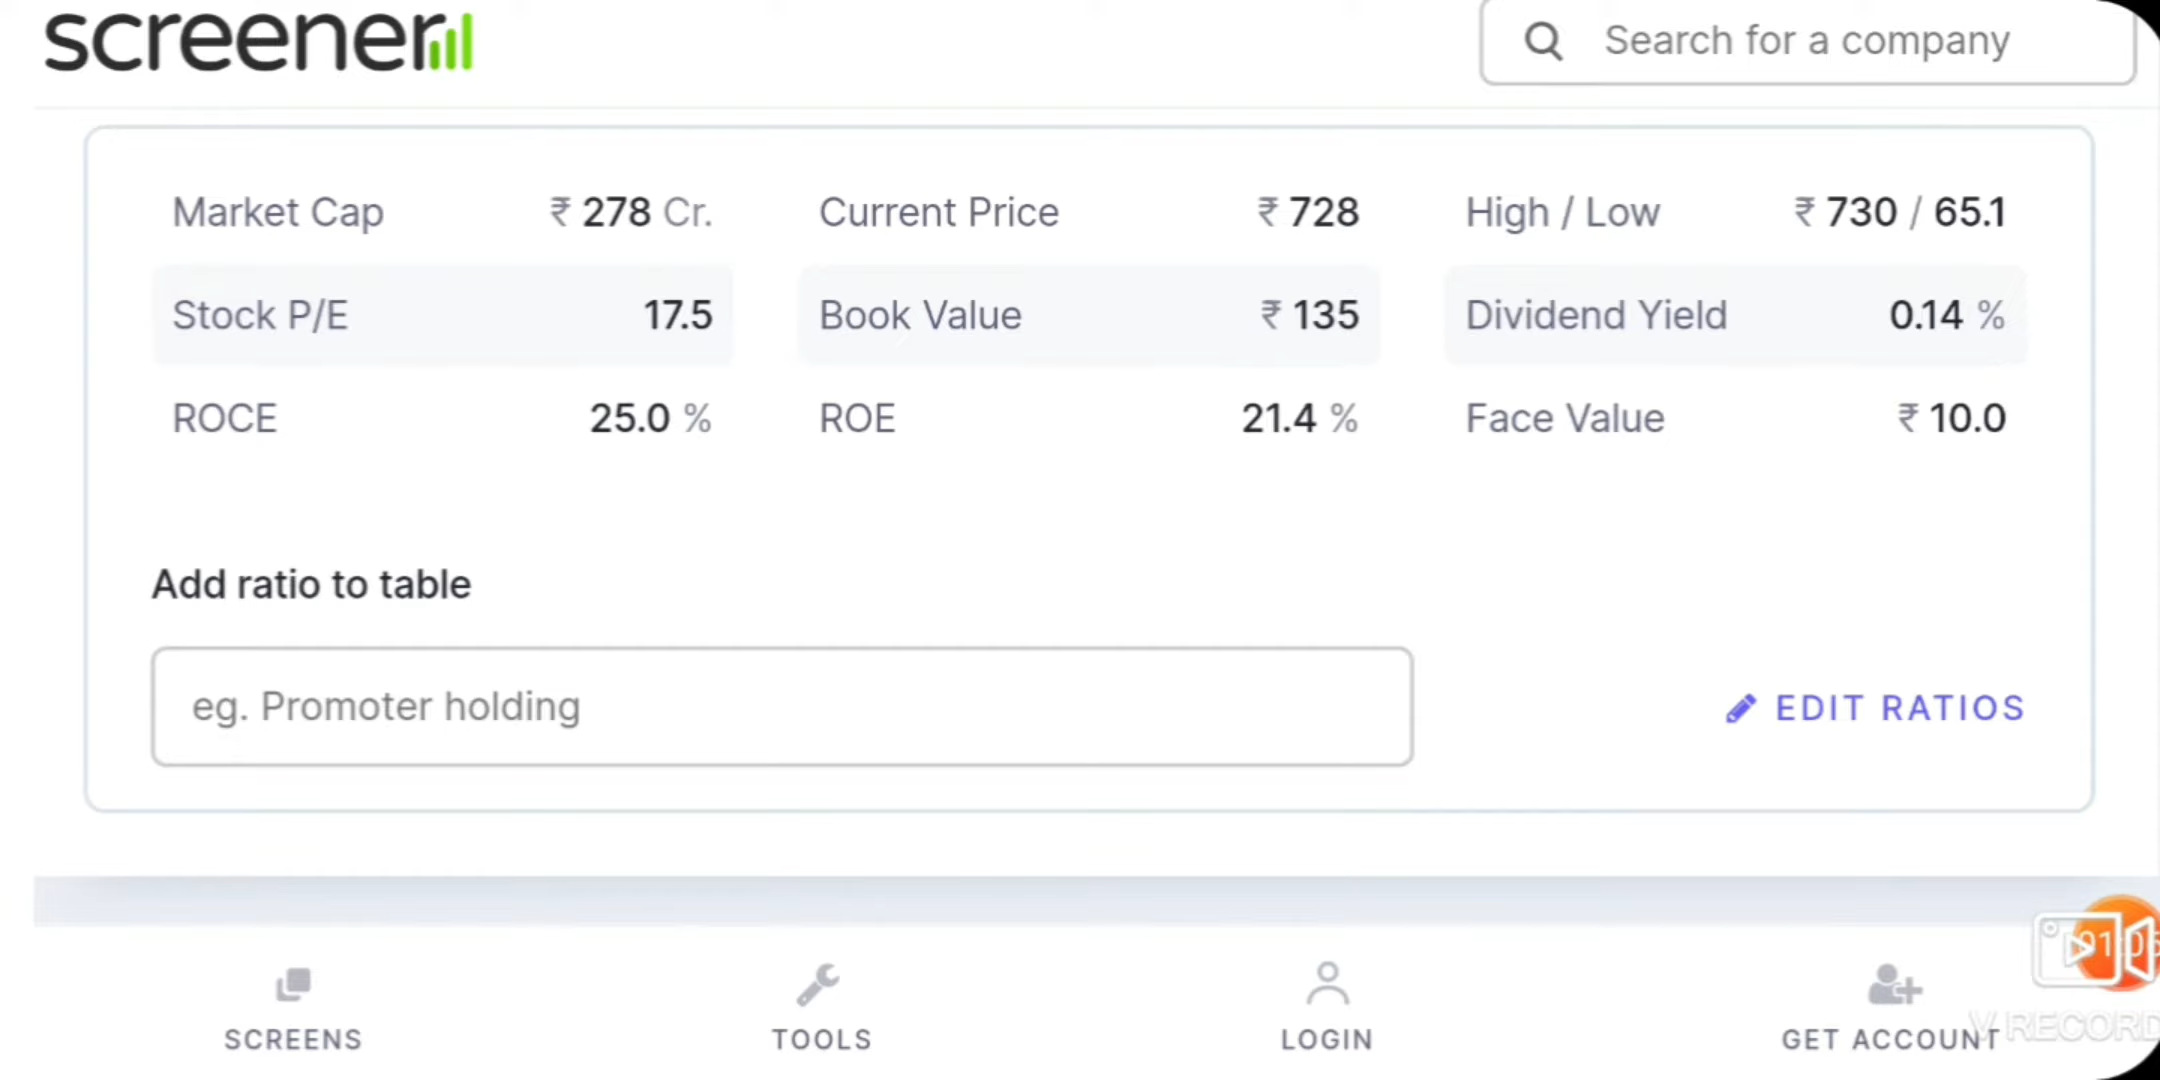 screener
Search for a company
Market Cap ₹ 278 Cr. Current Price ₹ 728 High / Low ₹ 730 / 65.1
Stock P/E 17.5 Book Value ₹ 135 Dividend Yield 0.14 %
ROCE 25.0 % ROE 21.4 % Face Value ₹ 10.0
Add ratio to table
eg. Promoter holding
EDIT RATIOS
SCREENS TOOLS LOGIN GET ACCOUNT
V RECORD